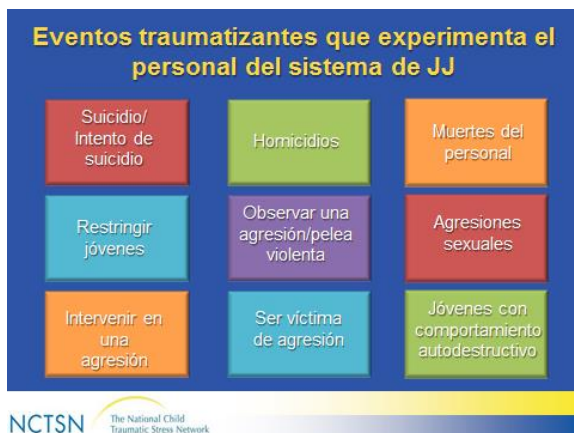 Eventos traumatizantes que experimenta el
personal del sistema de JJ
Suicidio/
Intento de
suicidio
Homicidios
Muertes del
personal
Restringir
jóvenes
Observar una
agresión/pelea
violenta
Agresiones
sexuales
Intervenir en
una
agresión
Ser víctima
de agresión
Jóvenes con
comportamiento
autodestructivo
NCTSN
The National Child
Traumatic Stress Network